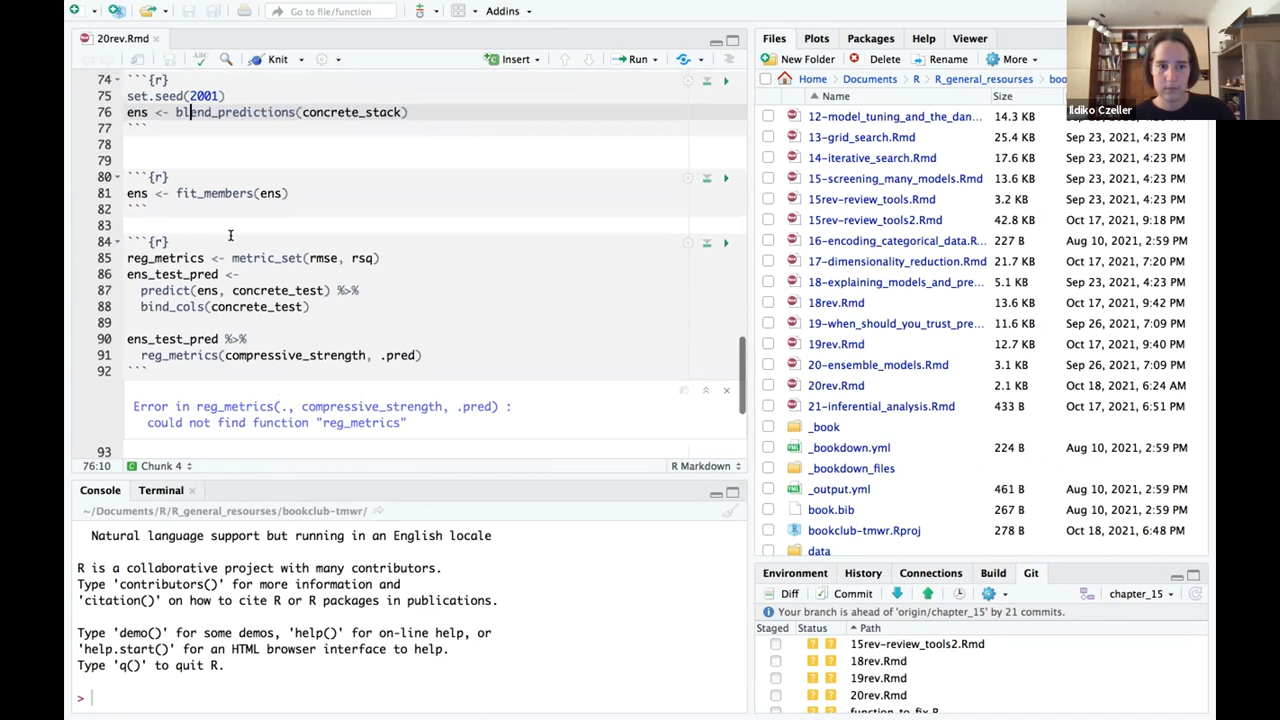 Go to file/function
Addins
20rev.Rmd
ABC
Knit
Insert
Run
74
```{r}
75
set.seed(2001)
76
ens <- blend_predictions(concrete_stack)
77
```
78
79
80
```{r}
81
ens <- fit_members(ens)
82
```
83
84
```{r}
85
reg_metrics <- metric_set(rmse, rsq)
86
ens_test_pred <-
87
predict(ens, concrete_test) %>%
88
bind_cols(concrete_test)
89
90
ens_test_pred %>%
91
reg_metrics(compressive_strength, .pred)
92
```
Error in reg_metrics(., compressive_strength, .pred) :
could not find function "reg_metrics"
93
76:10
Chunk 4
R Markdown
Console
Terminal
~/Documents/R/R_general_resourses/bookclub-tmwr/
Natural language support but running in an English locale
R is a collaborative project with many contributors.
Type 'contributors()' for more information and
'citation()' on how to cite R or R packages in publications.
Type 'demo()' for some demos, 'help()' for on-line help, or
'help.start()' for an HTML browser interface to help.
Type 'q()' to quit R.
>
Files
Plots
Packages
Help
Viewer
New Folder
Delete
Rename
More
Home
Documents
R
R_general_resourses
boo
Name
Size
12-model_tuning_and_the_dan...
14.3 KB
Sep 23, 2021, 4:23 PM
13-grid_search.Rmd
25.4 KB
Sep 23, 2021, 4:23 PM
14-iterative_search.Rmd
17.6 KB
Sep 23, 2021, 4:23 PM
15-screening_many_models.Rmd
13.6 KB
Sep 23, 2021, 4:23 PM
15rev-review_tools.Rmd
3.2 KB
Sep 23, 2021, 4:23 PM
15rev-review_tools2.Rmd
42.8 KB
Oct 17, 2021, 9:18 PM
16-encoding_categorical_data.R...
227 B
Aug 10, 2021, 2:59 PM
17-dimensionality_reduction.Rmd
21.7 KB
Oct 17, 2021, 7:20 PM
18-explaining_models_and_pre...
5.1 KB
Sep 23, 2021, 4:23 PM
18rev.Rmd
13.6 KB
Oct 17, 2021, 9:42 PM
19-when_should_you_trust_pre...
11.6 KB
Sep 26, 2021, 7:09 PM
19rev.Rmd
12.7 KB
Oct 17, 2021, 9:40 PM
20-ensemble_models.Rmd
3.1 KB
Sep 26, 2021, 7:09 PM
20rev.Rmd
2.1 KB
Oct 18, 2021, 6:24 AM
21-inferential_analysis.Rmd
433 B
Oct 17, 2021, 6:51 PM
_book
_bookdown.yml
224 B
Aug 10, 2021, 2:59 PM
_bookdown_files
_output.yml
461 B
Aug 10, 2021, 2:59 PM
book.bib
267 B
Aug 10, 2021, 2:59 PM
bookclub-tmwr.Rproj
278 B
Oct 18, 2021, 6:48 PM
data
Environment
History
Connections
Build
Git
Diff
Commit
chapter_15
Your branch is ahead of 'origin/chapter_15' by 21 commits.
Staged
Status
Path
15rev-review_tools2.Rmd
18rev.Rmd
19rev.Rmd
20rev.Rmd
function_to_fix.R
Ildiko Czeller